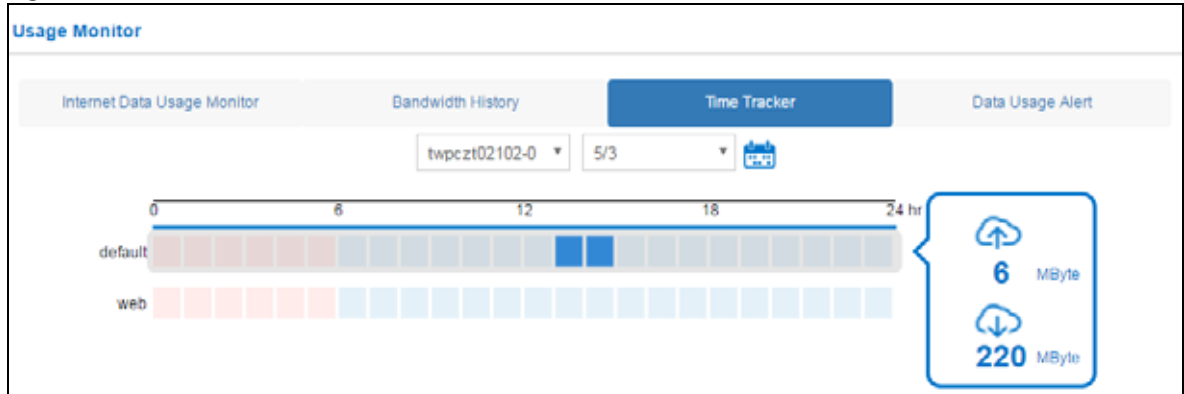 Usage Monitor
Internet Data Usage Monitor
Bandwidth History
Time Tracker
Data Usage Alert
twpczt02102-0
5/3
0 6 12 18 24 hr
default
web
6 MByte
220 MByte